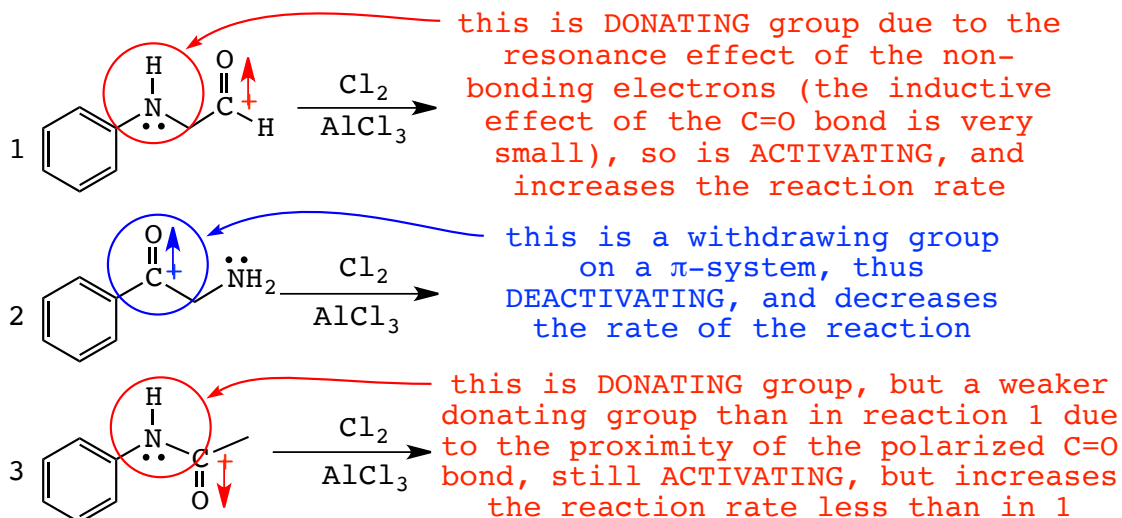 this is DONATING group due to the
resonance effect of the non-
bonding electrons (the inductive
effect of the C=O bond is very
small), so is ACTIVATING, and
increases the reaction rate
1
H
N
O
C
+
H
Cl2
AlCl3
this is a withdrawing group
on a π-system, thus
DEACTIVATING, and decreases
the rate of the reaction
2
O
C
+
NH2
Cl2
AlCl3
this is DONATING group, but a weaker
donating group than in reaction 1 due
to the proximity of the polarized C=O
bond, still ACTIVATING, but increases
the reaction rate less than in 1
3
H
N
C
+
O
Cl2
AlCl3